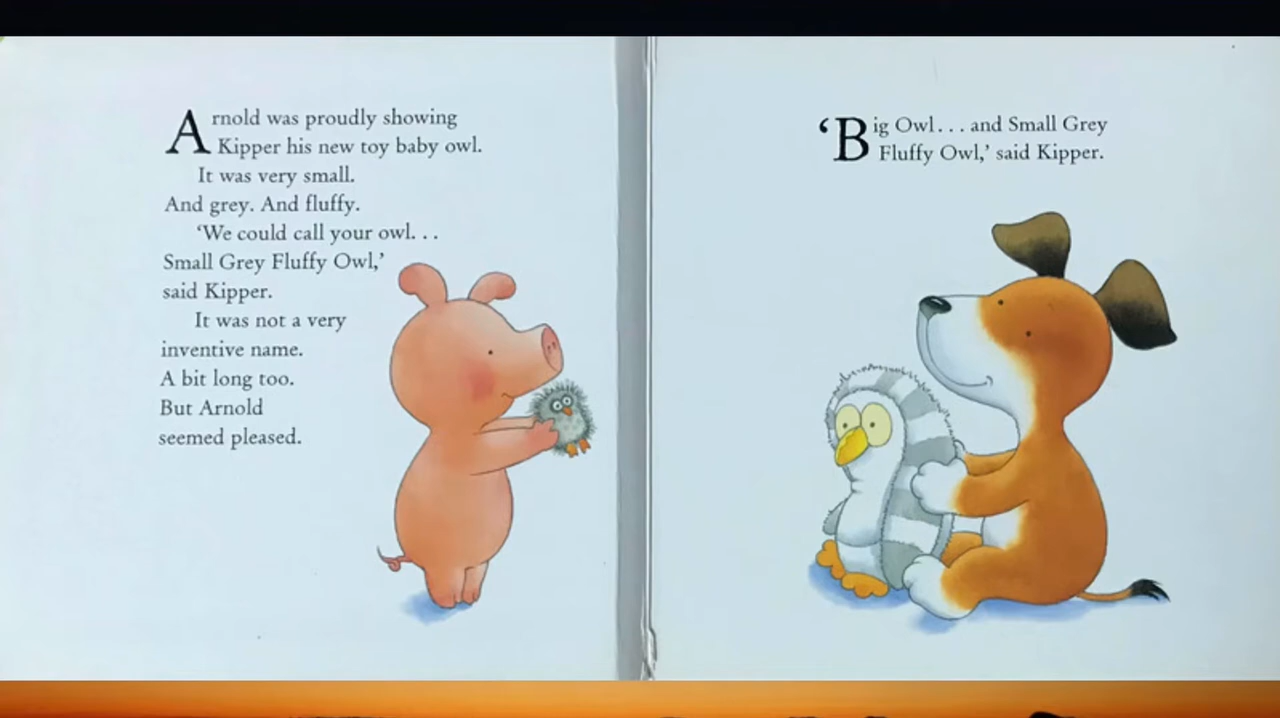 Arnold was proudly showing
Kipper his new toy baby owl.
It was very small.
And grey. And fluffy.
‘We could call your owl. . .
Small Grey Fluffy Owl,’
said Kipper.
It was not a very
inventive name.
A bit long too.
But Arnold
seemed pleased.
‘Big Owl. . . and Small Grey
Fluffy Owl,’ said Kipper.